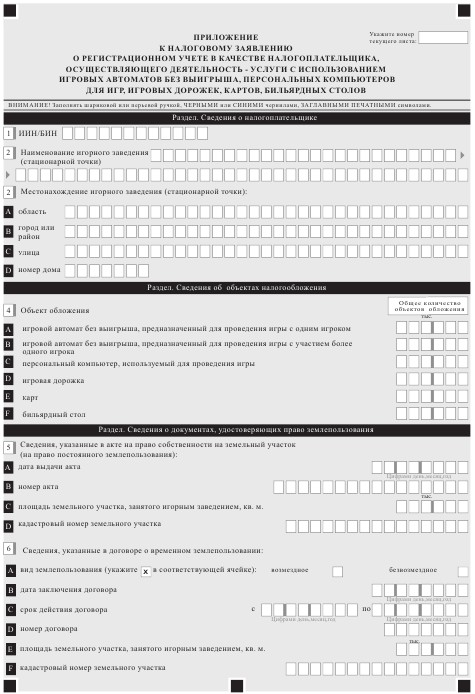 Укажите номер
текущего листа:
ПРИЛОЖЕНИЕ
К НАЛОГОВОМУ ЗАЯВЛЕНИЮ
О РЕГИСТРАЦИОННОМ УЧЕТЕ В КАЧЕСТВЕ НАЛОГОПЛАТЕЛЬЩИКА,
ОСУЩЕСТВЛЯЮЩЕГО ДЕЯТЕЛЬНОСТЬ - УСЛУГИ С ИСПОЛЬЗОВАНИЕМ
ИГРОВЫХ АВТОМАТОВ БЕЗ ВЫИГРЫША, ПЕРСОНАЛЬНЫХ КОМПЬЮТЕРОВ
ДЛЯ ИГР, ИГРОВЫХ ДОРОЖЕК, КАРТОВ, БИЛЬЯРДНЫХ СТОЛОВ
ВНИМАНИЕ! Заполнять шариковой или перьевой ручкой, ЧЕРНЫМИ или СИНИМИ чернилами, ЗАГЛАВНЫМИ ПЕЧАТНЫМИ символами.
Раздел. Сведения о налогоплательщике
1 ИИН/БИН
2 Наименование игорного заведения
(стационарной точки)
2 Местонахождение игорного заведения (стационарной точки):
A область
B город или
район
C улица
D номер дома
Раздел. Сведения об объектах налогообложения
4 Объект обложения
Общее количество
объектов обложения
тыс.
A игровой автомат без выигрыша, предназначенный для проведения игры с одним игроком
B игровой автомат без выигрыша, предназначенный для проведения игры с участием более
одного игрока
C персональный компьютер, используемый для проведения игры
D игровая дорожка
E карт
F бильярдный стол
Раздел. Сведения о документах, удостоверяющих право землепользования
5 Сведения, указанные в акте на право собственности на земельный участок
(на право постоянного землепользования):
A дата выдачи акта
Цифрами день,месяц,год
B номер акта
тыс.
C площадь земельного участка, занятого игорным заведением, кв. м.
D кадастровый номер земельного участка
6 Сведения, указанные в договоре о временном землепользовании:
A вид землепользования (укажите X в соответствующей ячейке): возмездное безвозмездное
B дата заключения договора
Цифрами день,месяц,год
C срок действия договора с по
Цифрами день,месяц,год Цифрами день,месяц,год
D номер договора
тыс.
E площадь земельного участка, занятого игорным заведением, кв. м.
F кадастровый номер земельного участка